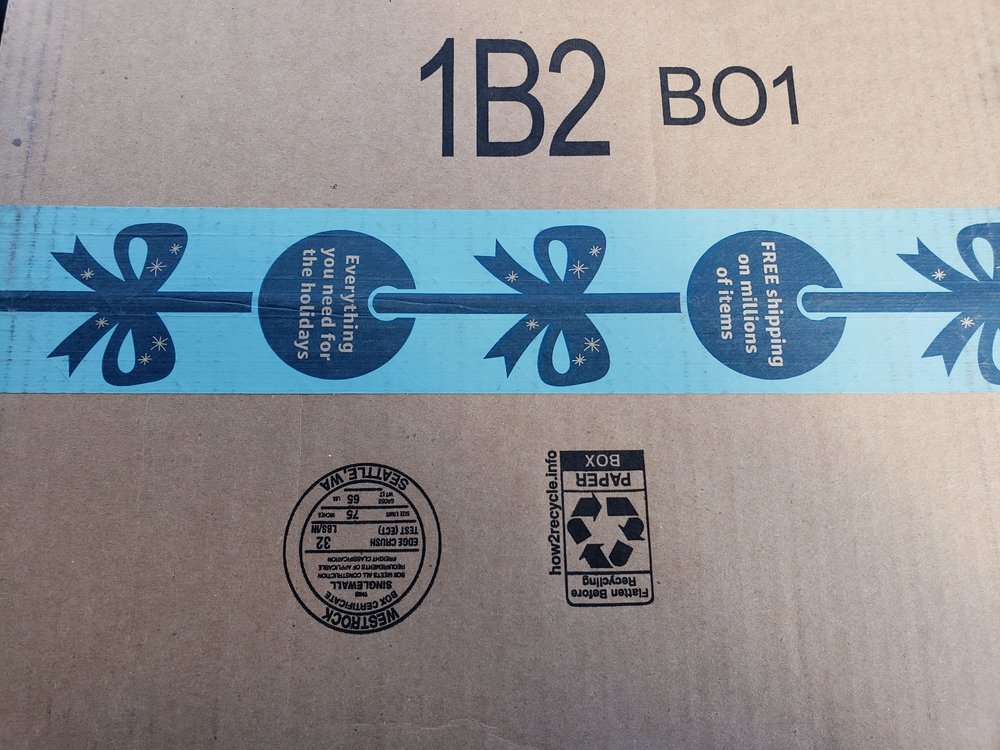 1B2 BO1
Everything
you need for
the holidays
FREE shipping
on millions
of items
WESTROCK
BOX CERTIFICATE
THIS
SINGLEWALL
BOX MEETS ALL CONSTRUCTION
REQUIREMENTS OF APPLICABLE
FREIGHT CLASSIFICATION
EDGE CRUSH
TEST (ECT) 32 LBS/IN
SIZE LIMIT 75 INCHES
GROSS
WT LT 65 LBS
SEATTLE, WA
how2recycle.info
Flatten Before
Recycling
PAPER
BOX